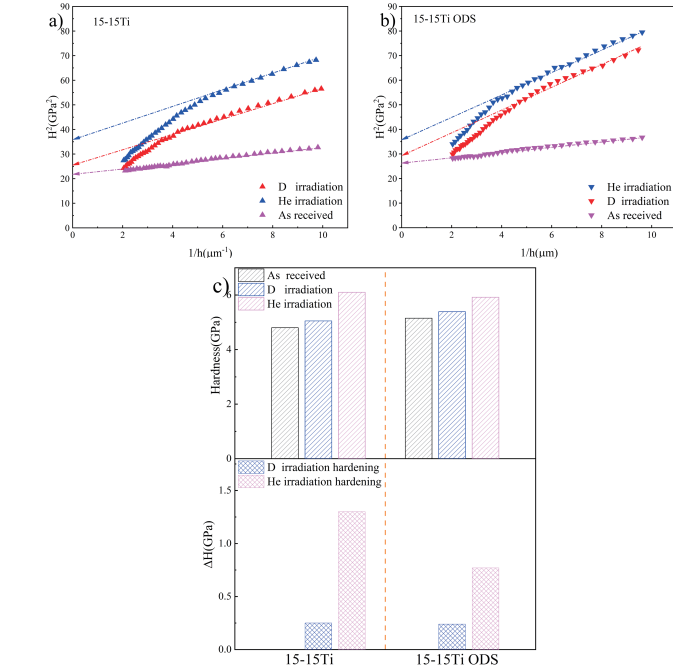 a)
15-15Ti
90
80
70
60
50
40
30
20
10
0
H²(GPa²)
0 2 4 6 8 10
1/h(μm⁻¹)
D irradiation
He irradiation
As received
b)
15-15Ti ODS
90
80
70
60
50
40
30
20
10
0
H²(GPa²)
0 2 4 6 8 10
1/h(μm)
He irradiation
D irradiation
As received
c)
As received
D irradiation
He irradiation
6
4
2
0
Hardness(GPa)
D irradiation hardening
He irradiation hardening
1.5
1.0
0.5
0.0
ΔH(GPa)
15-15Ti 15-15Ti ODS